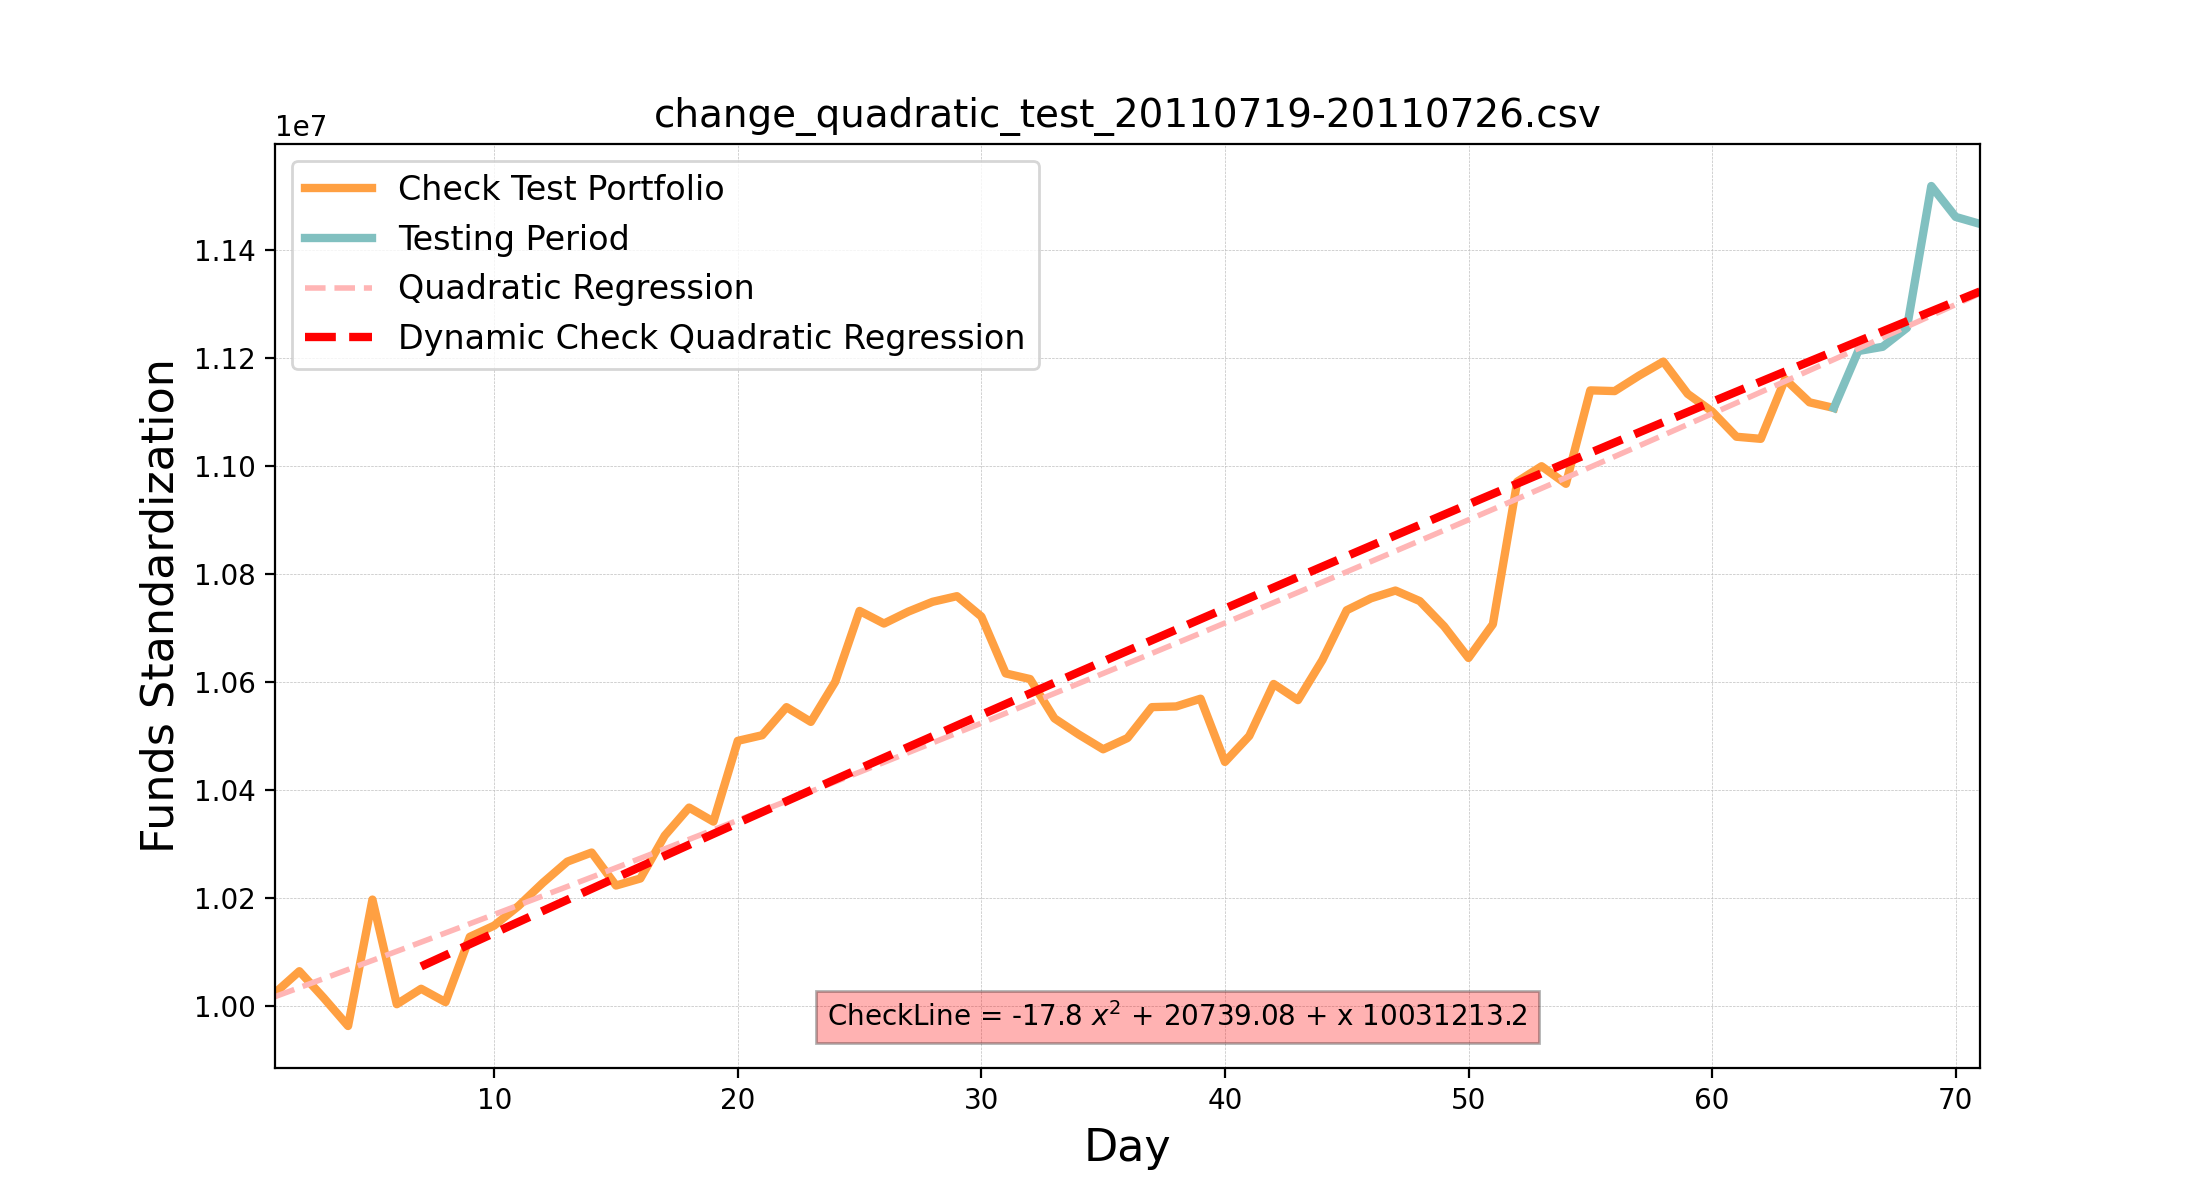 change_quadratic_test_20110719-20110726.csv
1e7
Check Test Portfolio
Testing Period
Quadratic Regression
Dynamic Check Quadratic Regression
1.14
1.12
1.10
1.08
1.06
1.04
1.02
1.00
Funds Standardization
CheckLine = -17.8 x² + 20739.08 + x 10031213.2
10 20 30 40 50 60 70
Day